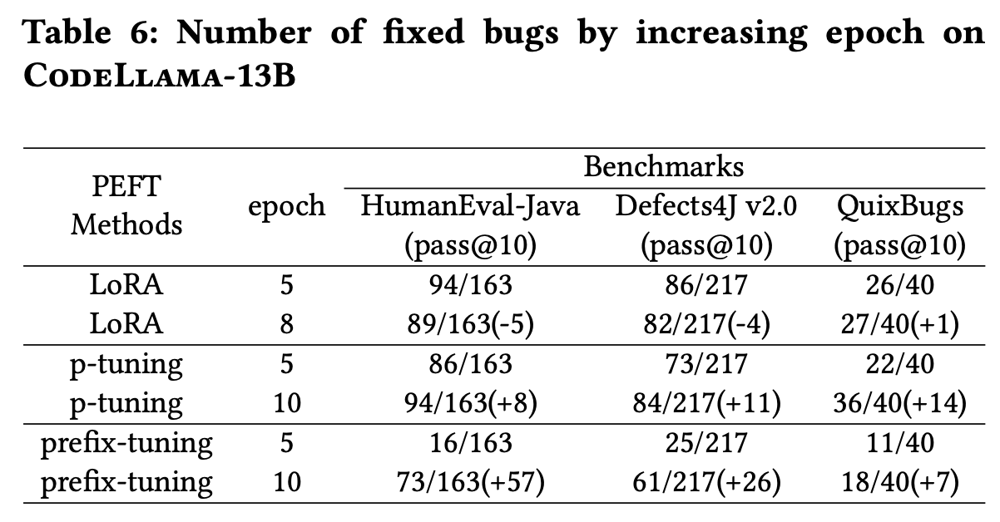 Table 6: Number of fixed bugs by increasing epoch on
CodeLlama-13B
Benchmarks
PEFT Methods epoch HumanEval-Java (pass@10) Defects4J v2.0 (pass@10) QuixBugs (pass@10)
LoRA 5 94/163 86/217 26/40
LoRA 8 89/163(-5) 82/217(-4) 27/40(+1)
p-tuning 5 86/163 73/217 22/40
p-tuning 10 94/163(+8) 84/217(+11) 36/40(+14)
prefix-tuning 5 16/163 25/217 11/40
prefix-tuning 10 73/163(+57) 61/217(+26) 18/40(+7)